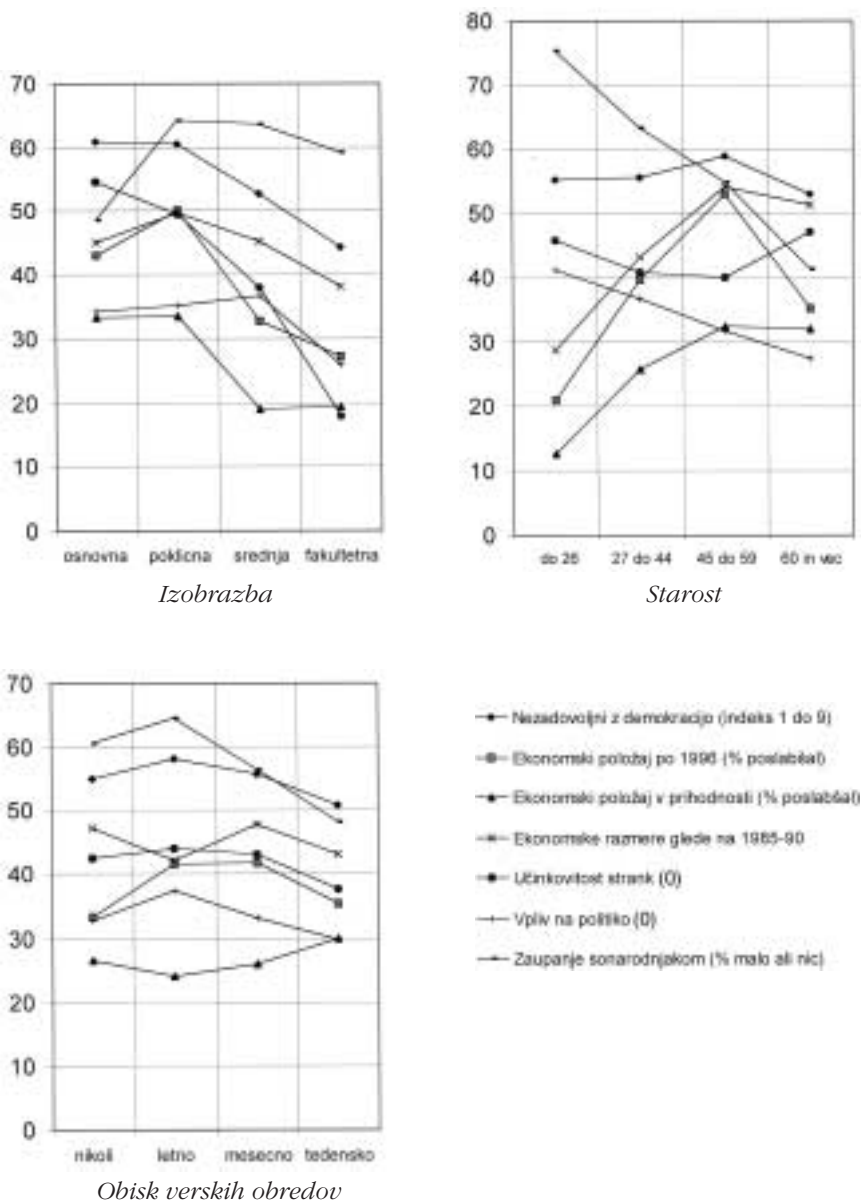 70
60
50
40
30
20
10
0
osnovna poklicna srednja fakultetna
Izobrazba
80
70
60
50
40
30
20
10
0
do 26 27 do 44 45 do 59 60 in vec
Starost
70
60
50
40
30
20
10
0
nikoli letno mesecno tedensko
Obisk verskih obredov
Nezadovoljni z demokracijo (indeks 1 do 9)
Ekonomski položaj po 1996 (% poslabšal)
Ekonomski položaj v prihodnosti (% poslabšal)
Ekonomske razmere glede na 1985-90
Učinkovitost strank (0)
Vpliv na politiko (0)
Zaupanje sonarodnjakom (% malo ali nic)